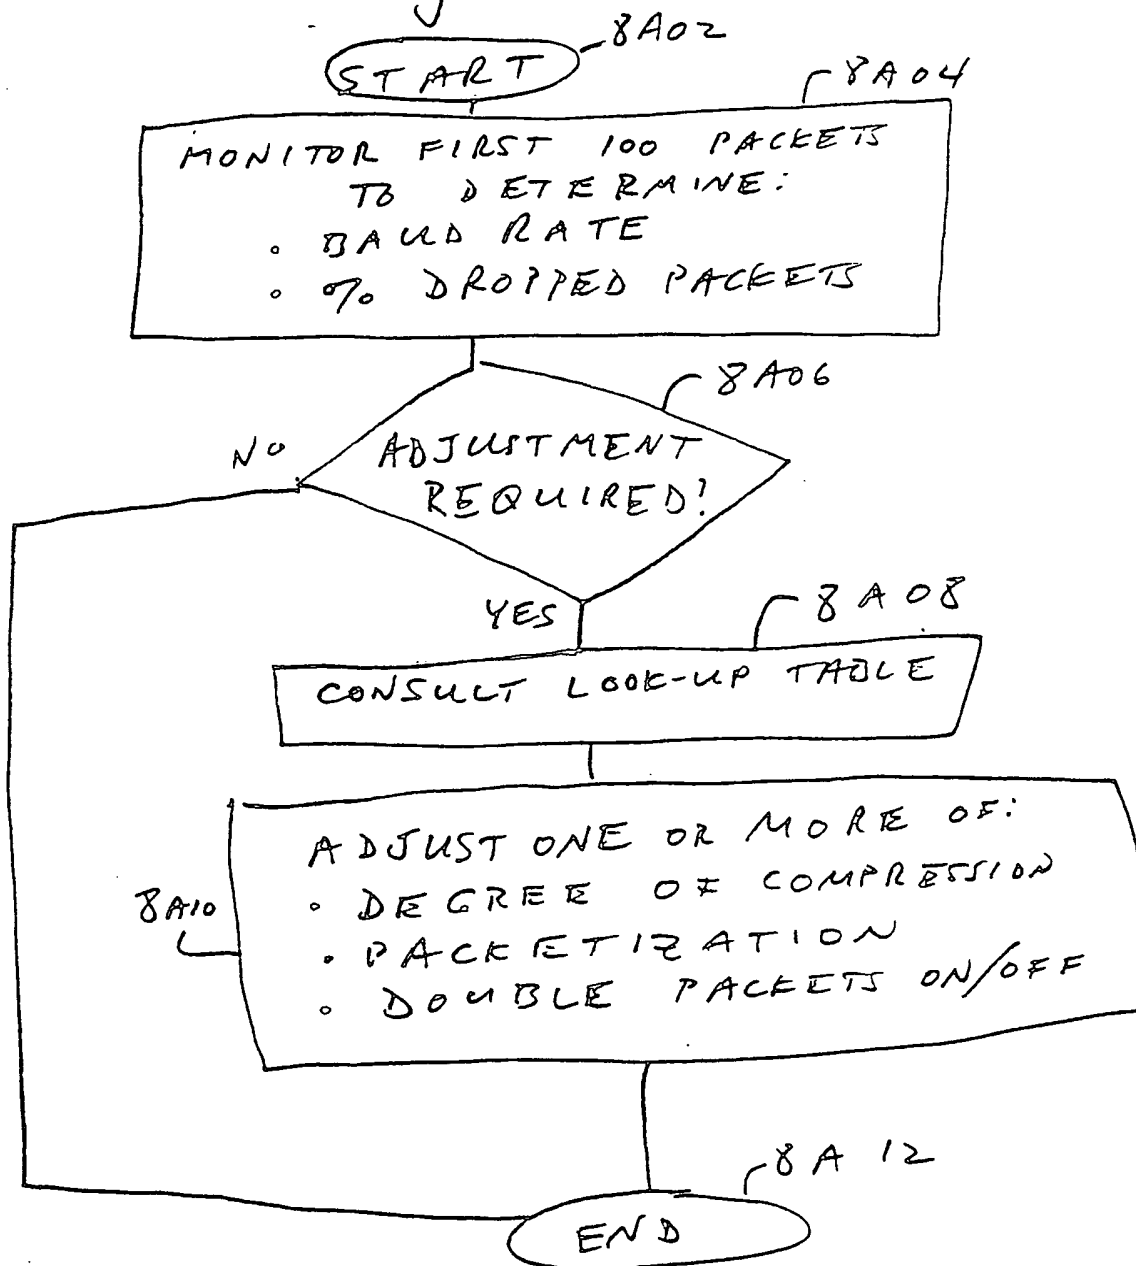 8A02
START
8A04
MONITOR FIRST 100 PACKETS
TO DETERMINE:
• BAUD RATE
• % DROPPED PACKETS
8A06
NO
ADJUSTMENT
REQUIRED?
YES
8A08
CONSULT LOOK-UP TABLE
ADJUST ONE OR MORE OF:
8A10
• DEGREE OF COMPRESSION
• PACKETIZATION
• DOUBLE PACKETS ON/OFF
8A12
END